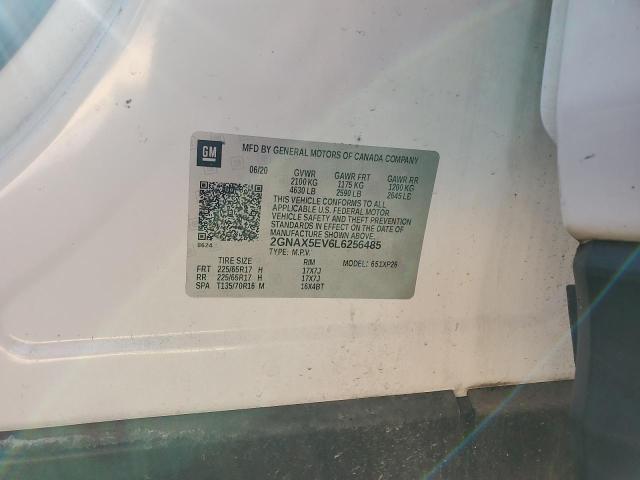 GM MFD BY GENERAL MOTORS OF CANADA COMPANY
06/20 GVWR GAWR FRT GAWR RR
2100 KG 1175 KG 1200 KG
4630 LB 2590 LB 2645 LB
THIS VEHICLE CONFORMS TO ALL
APPLICABLE U.S. FEDERAL MOTOR
VEHICLE SAFETY AND THEFT PREVENTION
STANDARDS IN EFFECT ON THE DATE OF
MANUFACTURE SHOWN ABOVE.
0624 2GNAX5EV6L6256485
TYPE: M.P.V. MODEL: 651XP26
TIRE SIZE RIM
FRT 225/65R17 H 17X7J
RR 225/65R17 H 17X7J
SPA T135/70R16 M 16X4BT